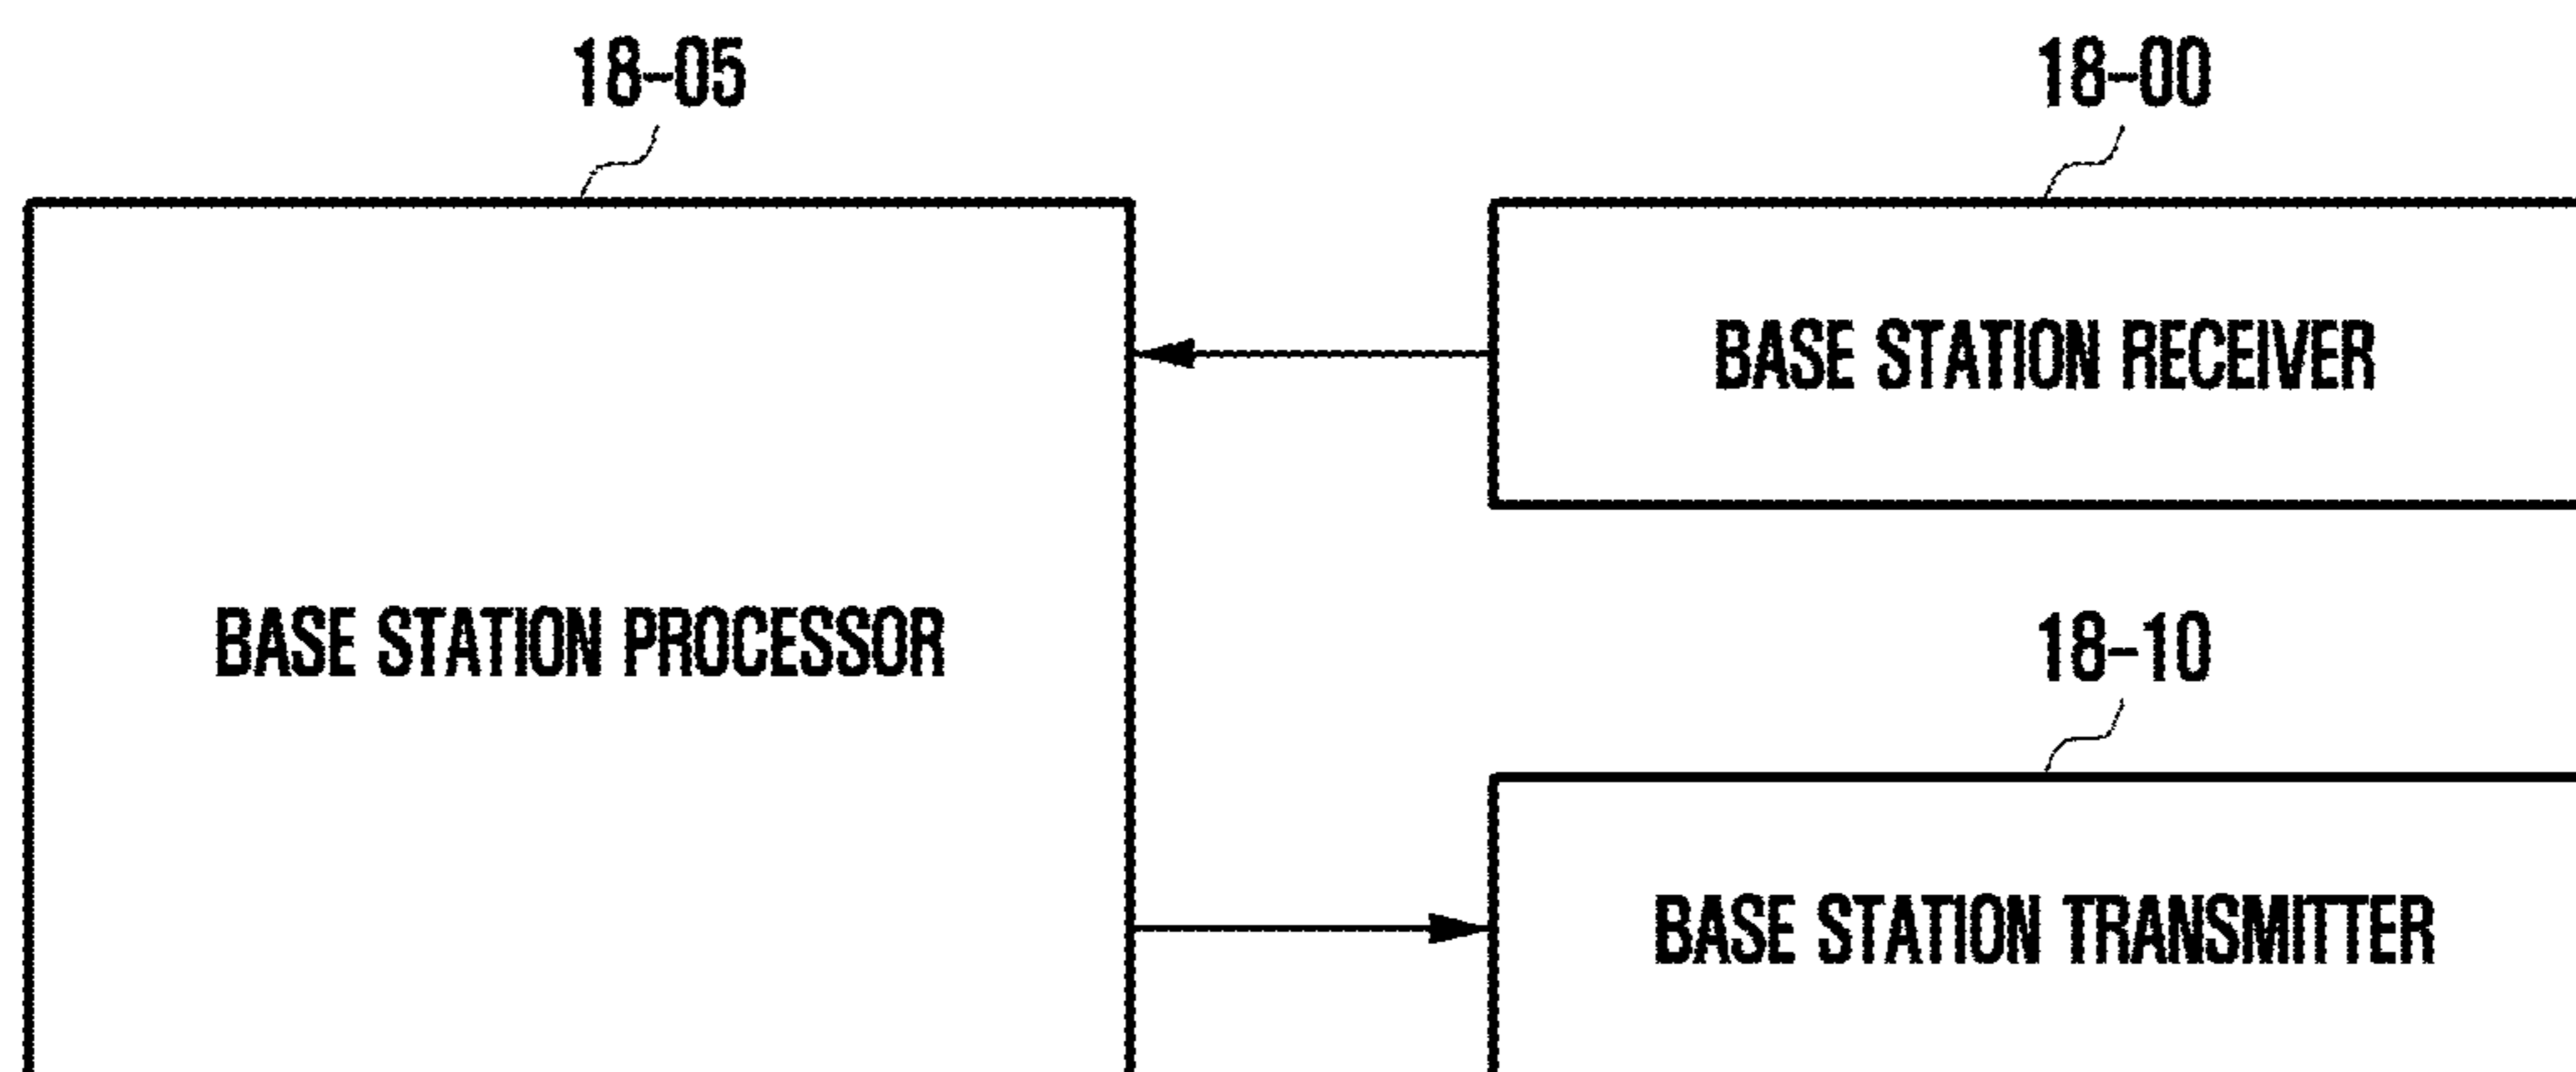 18-05
18-00
BASE STATION RECEIVER
BASE STATION PROCESSOR
18-10
BASE STATION TRANSMITTER